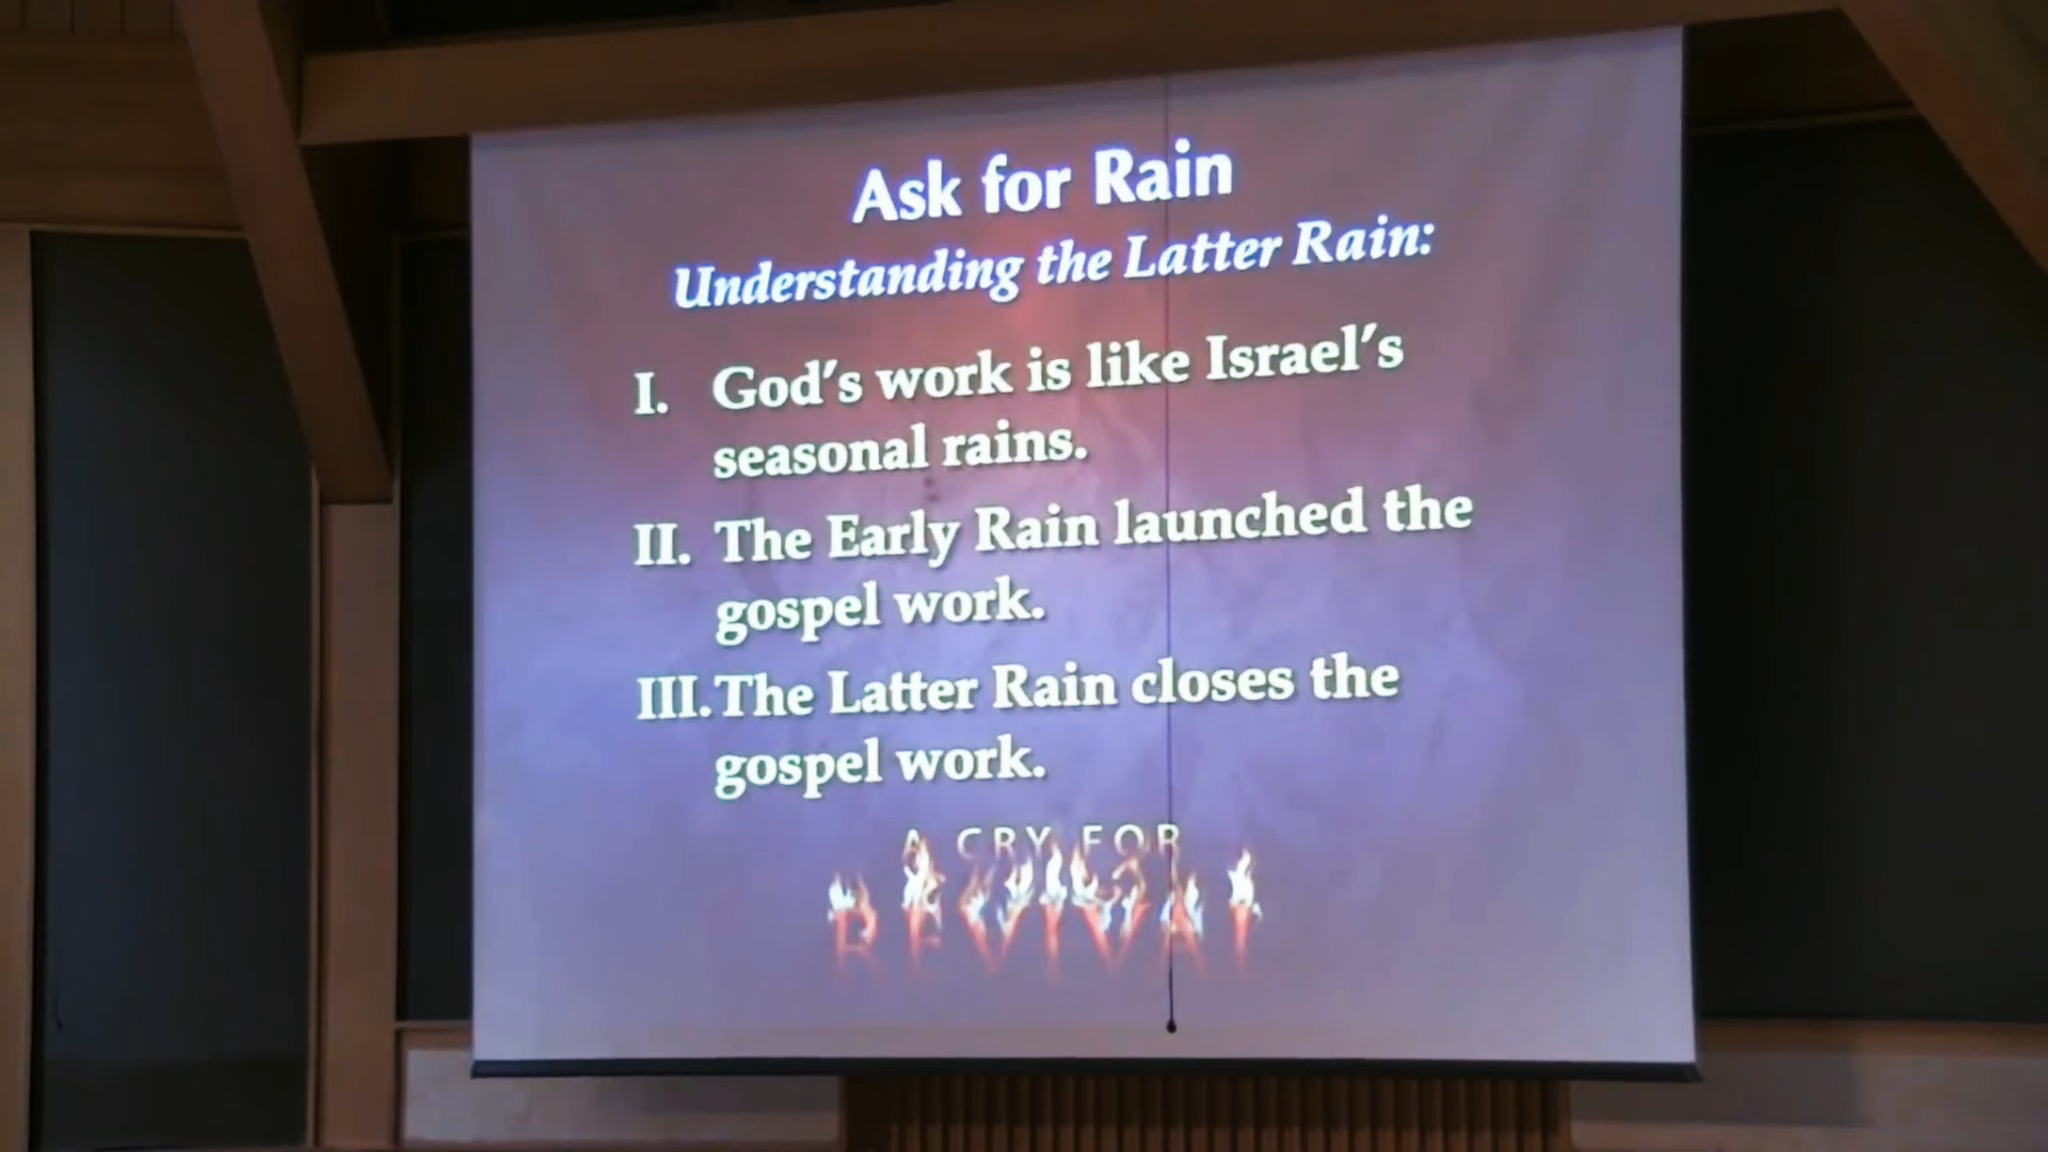 Ask for Rain
Understanding the Latter Rain:
I. God's work is like Israel's
seasonal rains.
II. The Early Rain launched the
gospel work.
III. The Latter Rain closes the
gospel work.
A CRY FOR
REVIVAL